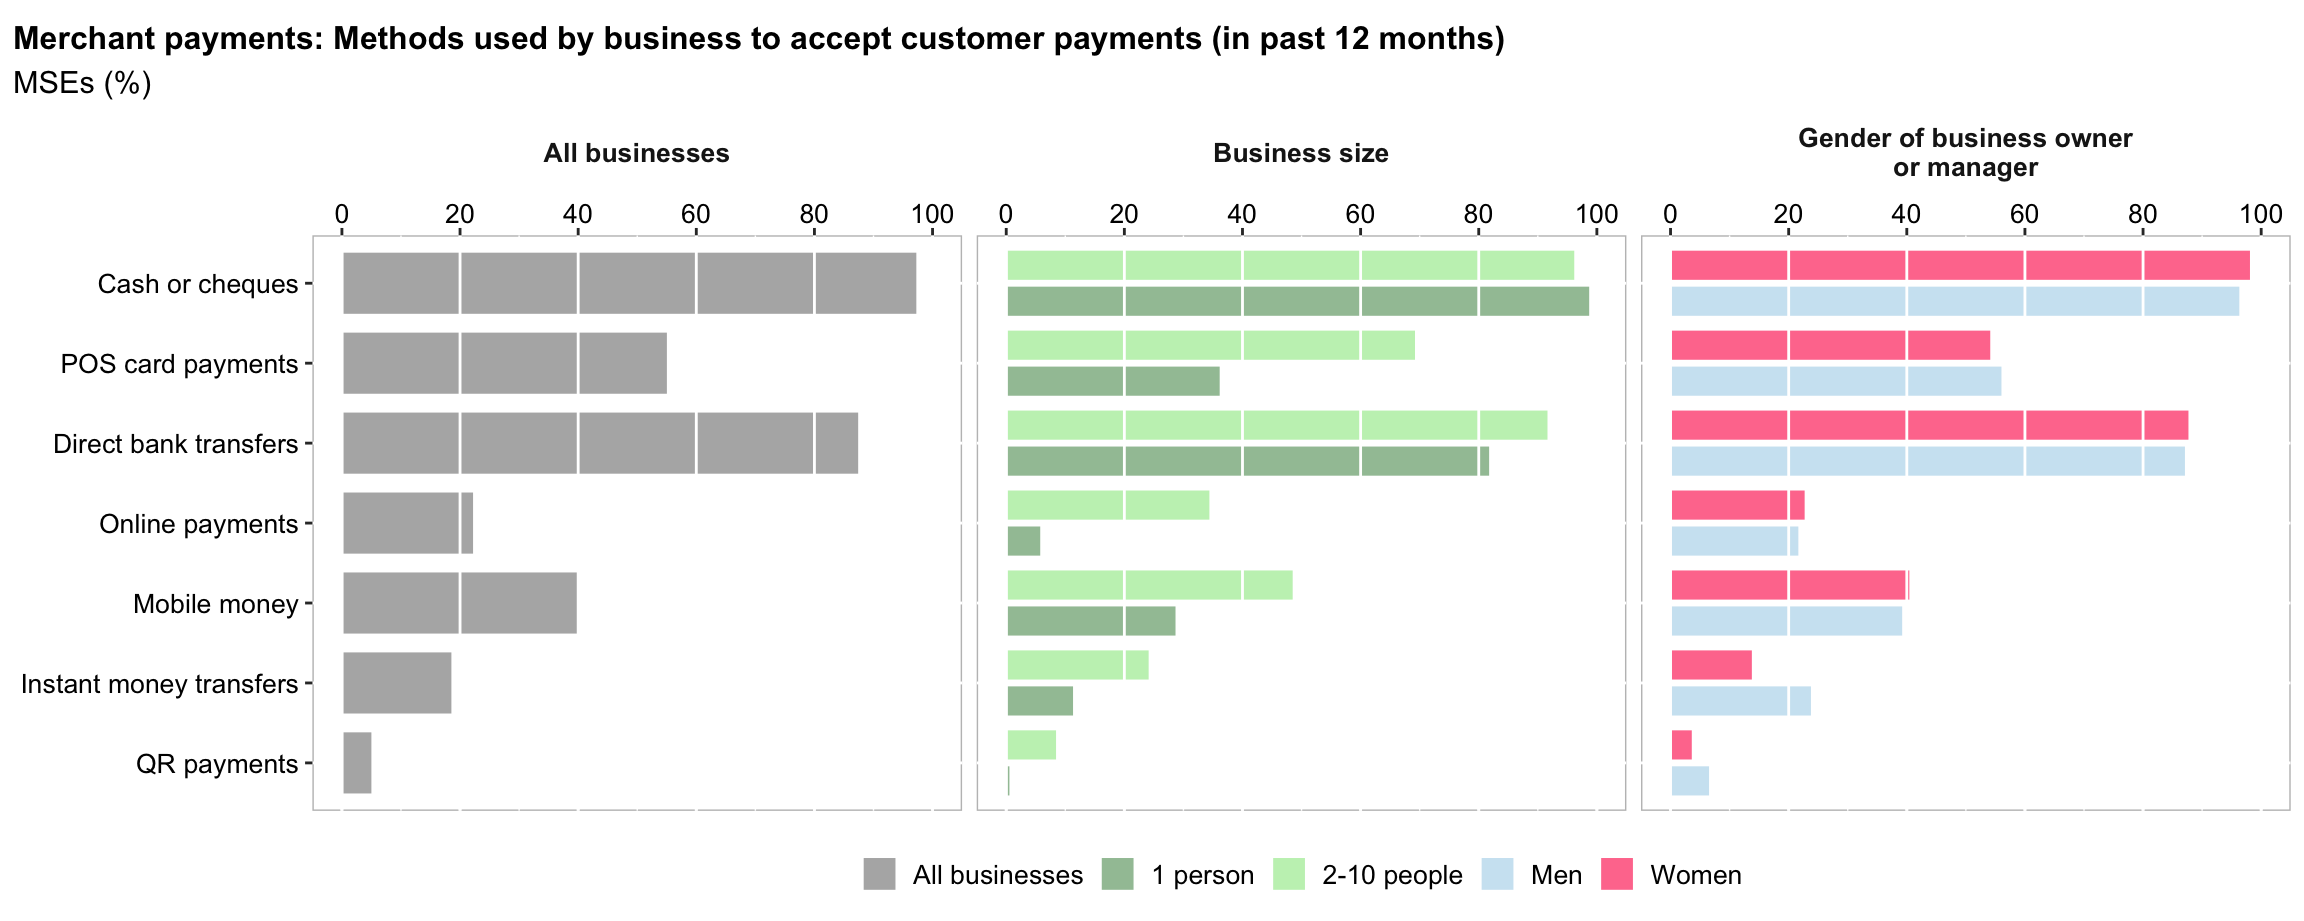 Merchant payments: Methods used by business to accept customer payments (in past 12 months)
MSEs (%)
All businesses
Business size
Gender of business owner
or manager
0 20 40 60 80 100
0 20 40 60 80 100
0 20 40 60 80 100
Cash or cheques
POS card payments
Direct bank transfers
Online payments
Mobile money
Instant money transfers
QR payments
All businesses 1 person 2-10 people Men Women